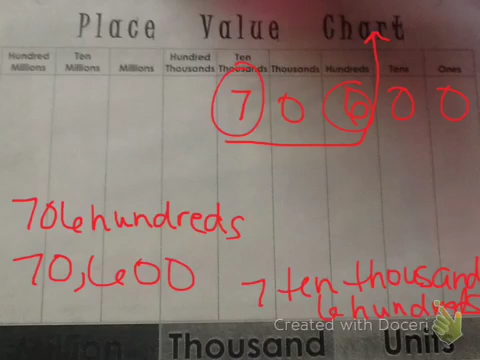 Place Value Chart
Hundred Millions Ten Millions Millions Hundred Thousands Ten Thousands Thousands Hundreds Tens Ones
7 0 6 0 0
706 hundreds
70,600
7 ten thousand
6 hundreds
Created with Doceri
Thousand Units